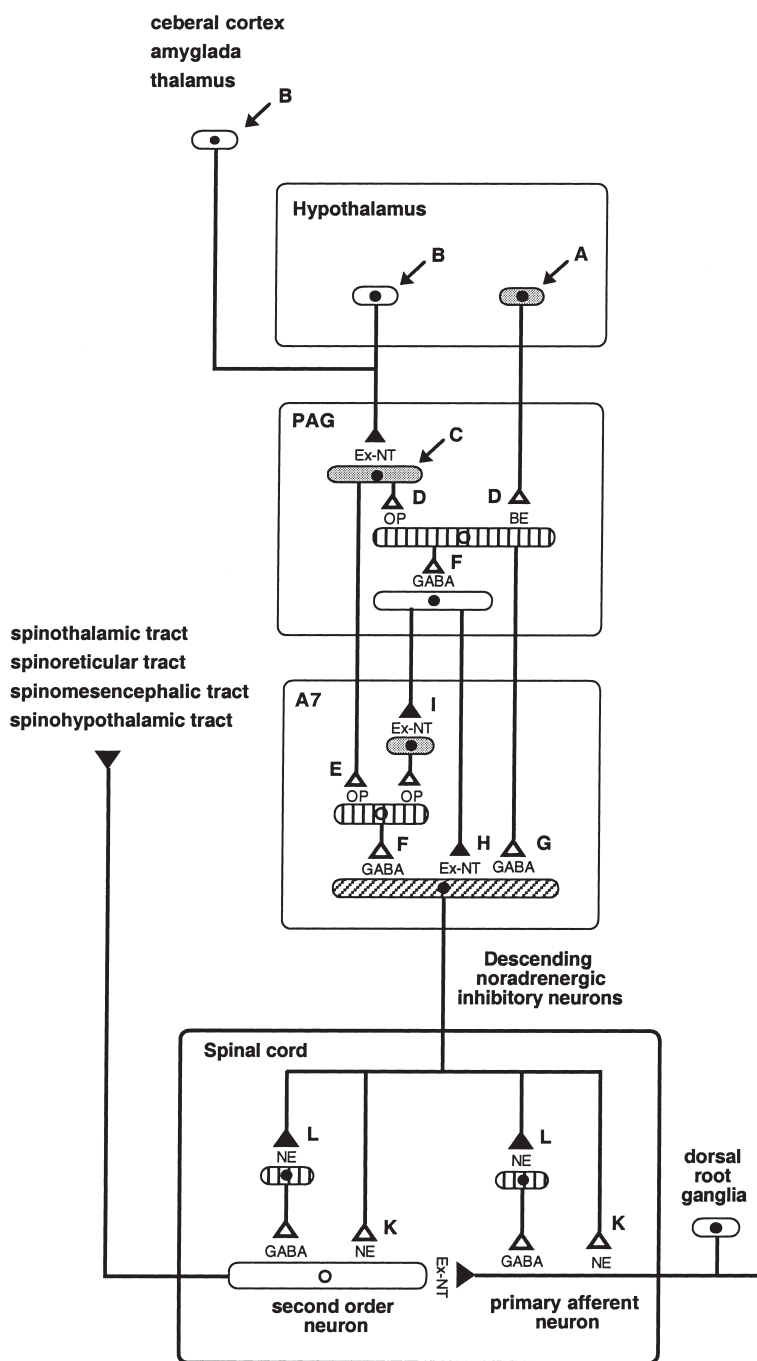 ceberal cortex
amyglada
thalamus
B
Hypothalamus
B
A
PAG
C
Ex-NT
D
D
OP
BE
F
GABA
spinothalamic tract
spinoreticular tract
spinomesencephalic tract
spinohypothalamic tract
A7
I
Ex-NT
E
OP
OP
F
H
G
GABA
Ex-NT
GABA
Descending
noradrenergic
inhibitory neurons
Spinal cord
L
L
NE
NE
dorsal
root
ganglia
K
K
GABA
NE
Ex-NT
GABA
NE
second order
neuron
primary afferent
neuron